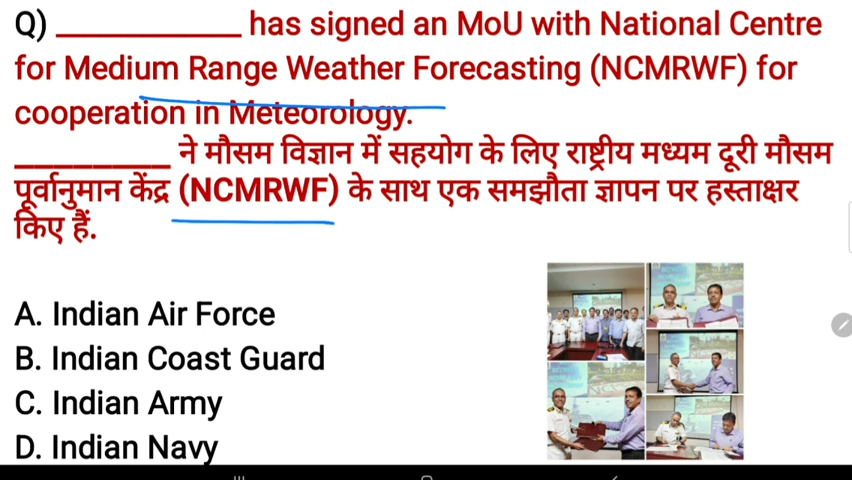 Q) ____________ has signed an MoU with National Centre
for Medium Range Weather Forecasting (NCMRWF) for
cooperation in Meteorology.
__________ ने मौसम विज्ञान में सहयोग के लिए राष्ट्रीय मध्यम दूरी मौसम
पूर्वानुमान केंद्र (NCMRWF) के साथ एक समझौता ज्ञापन पर हस्ताक्षर
किए हैं.
A. Indian Air Force
B. Indian Coast Guard
C. Indian Army
D. Indian Navy